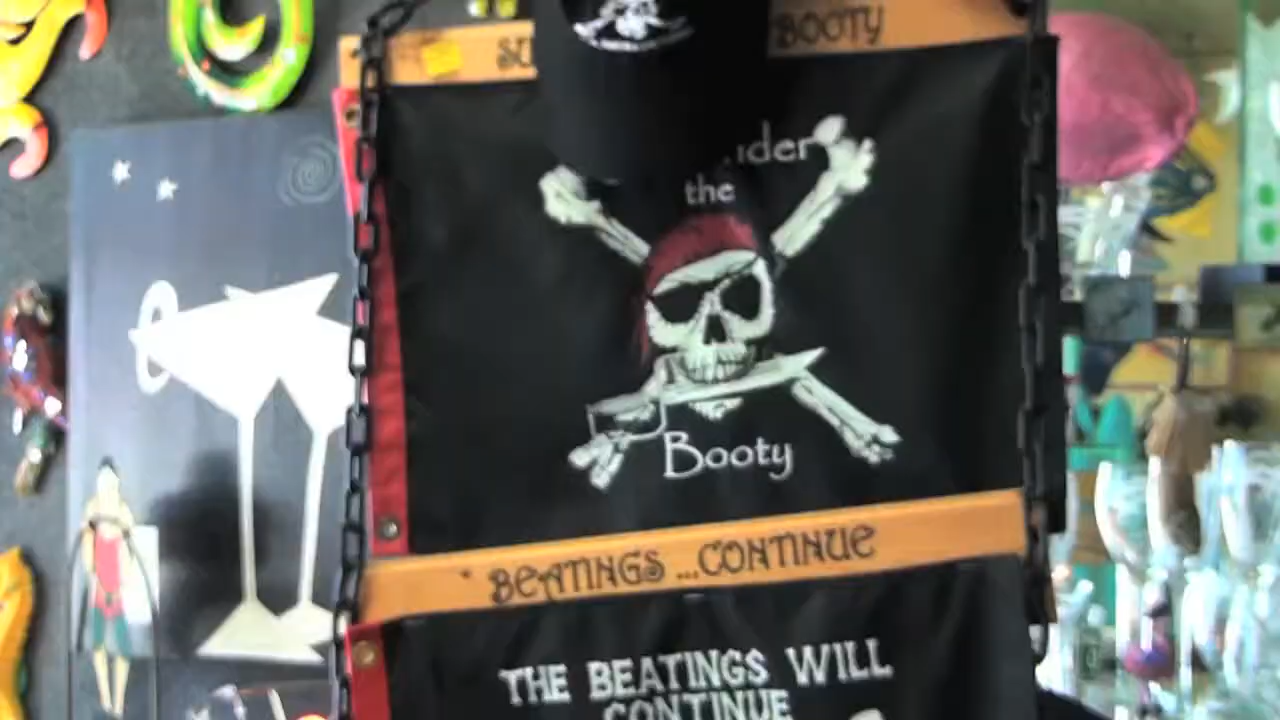 BOOTY
the
Booty
BEATINGS ...CONTINUE
THE BEATINGS WILL
CONTINUE